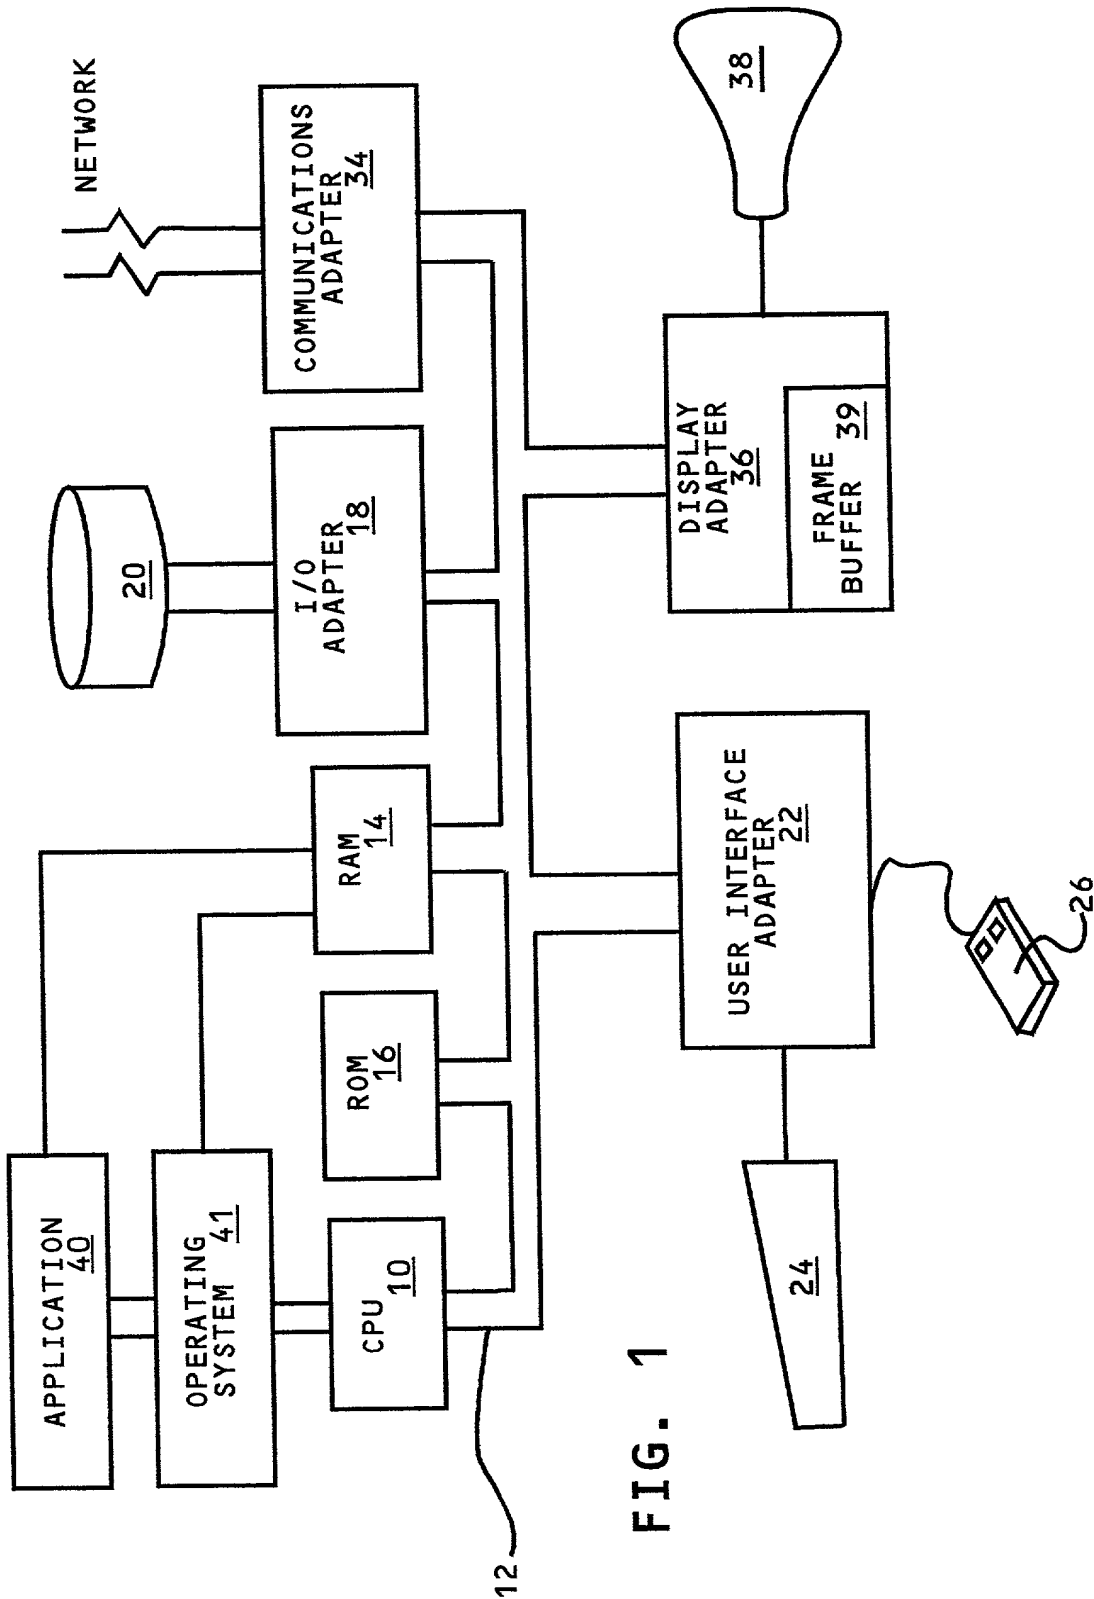 APPLICATION
40
OPERATING
SYSTEM 41
CPU
10
ROM
16
RAM
14
I/O
ADAPTER
18
20
COMMUNICATIONS
ADAPTER
34
NETWORK
12
USER INTERFACE
ADAPTER
22
24
26
DISPLAY
ADAPTER
36
FRAME
BUFFER
39
38
FIG. 1